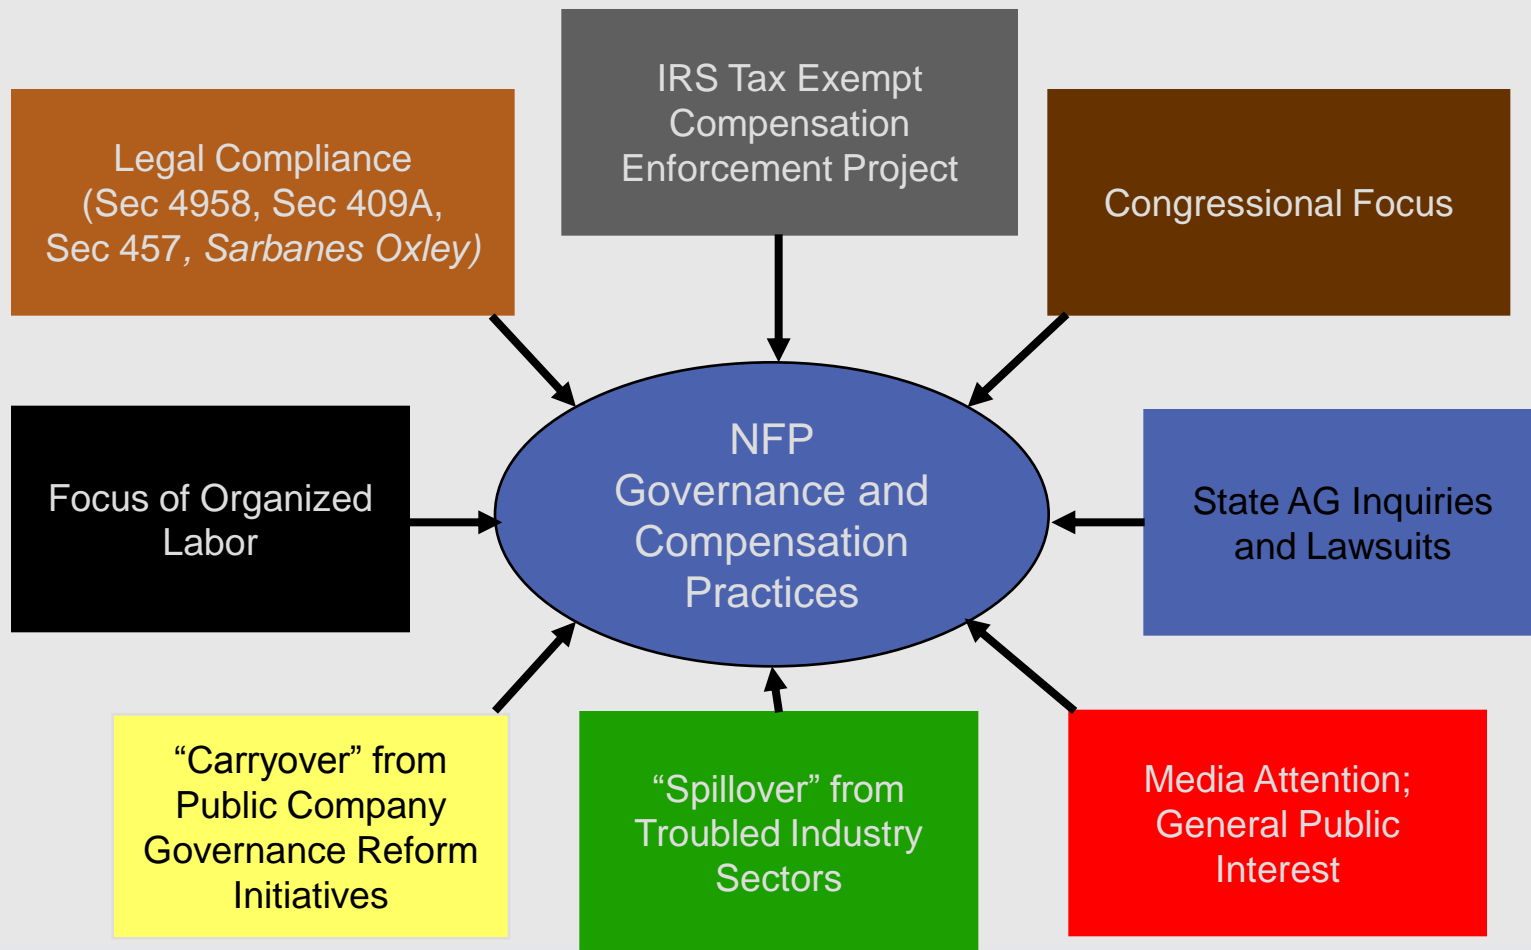 IRS Tax Exempt
Compensation
Enforcement Project
Legal Compliance
(Sec 4958, Sec 409A,
Sec 457, Sarbanes Oxley)
Congressional Focus
NFP
Governance and
Compensation
Practices
Focus of Organized
Labor
State AG Inquiries
and Lawsuits
“Carryover” from
Public Company
Governance Reform
Initiatives
“Spillover” from
Troubled Industry
Sectors
Media Attention;
General Public
Interest